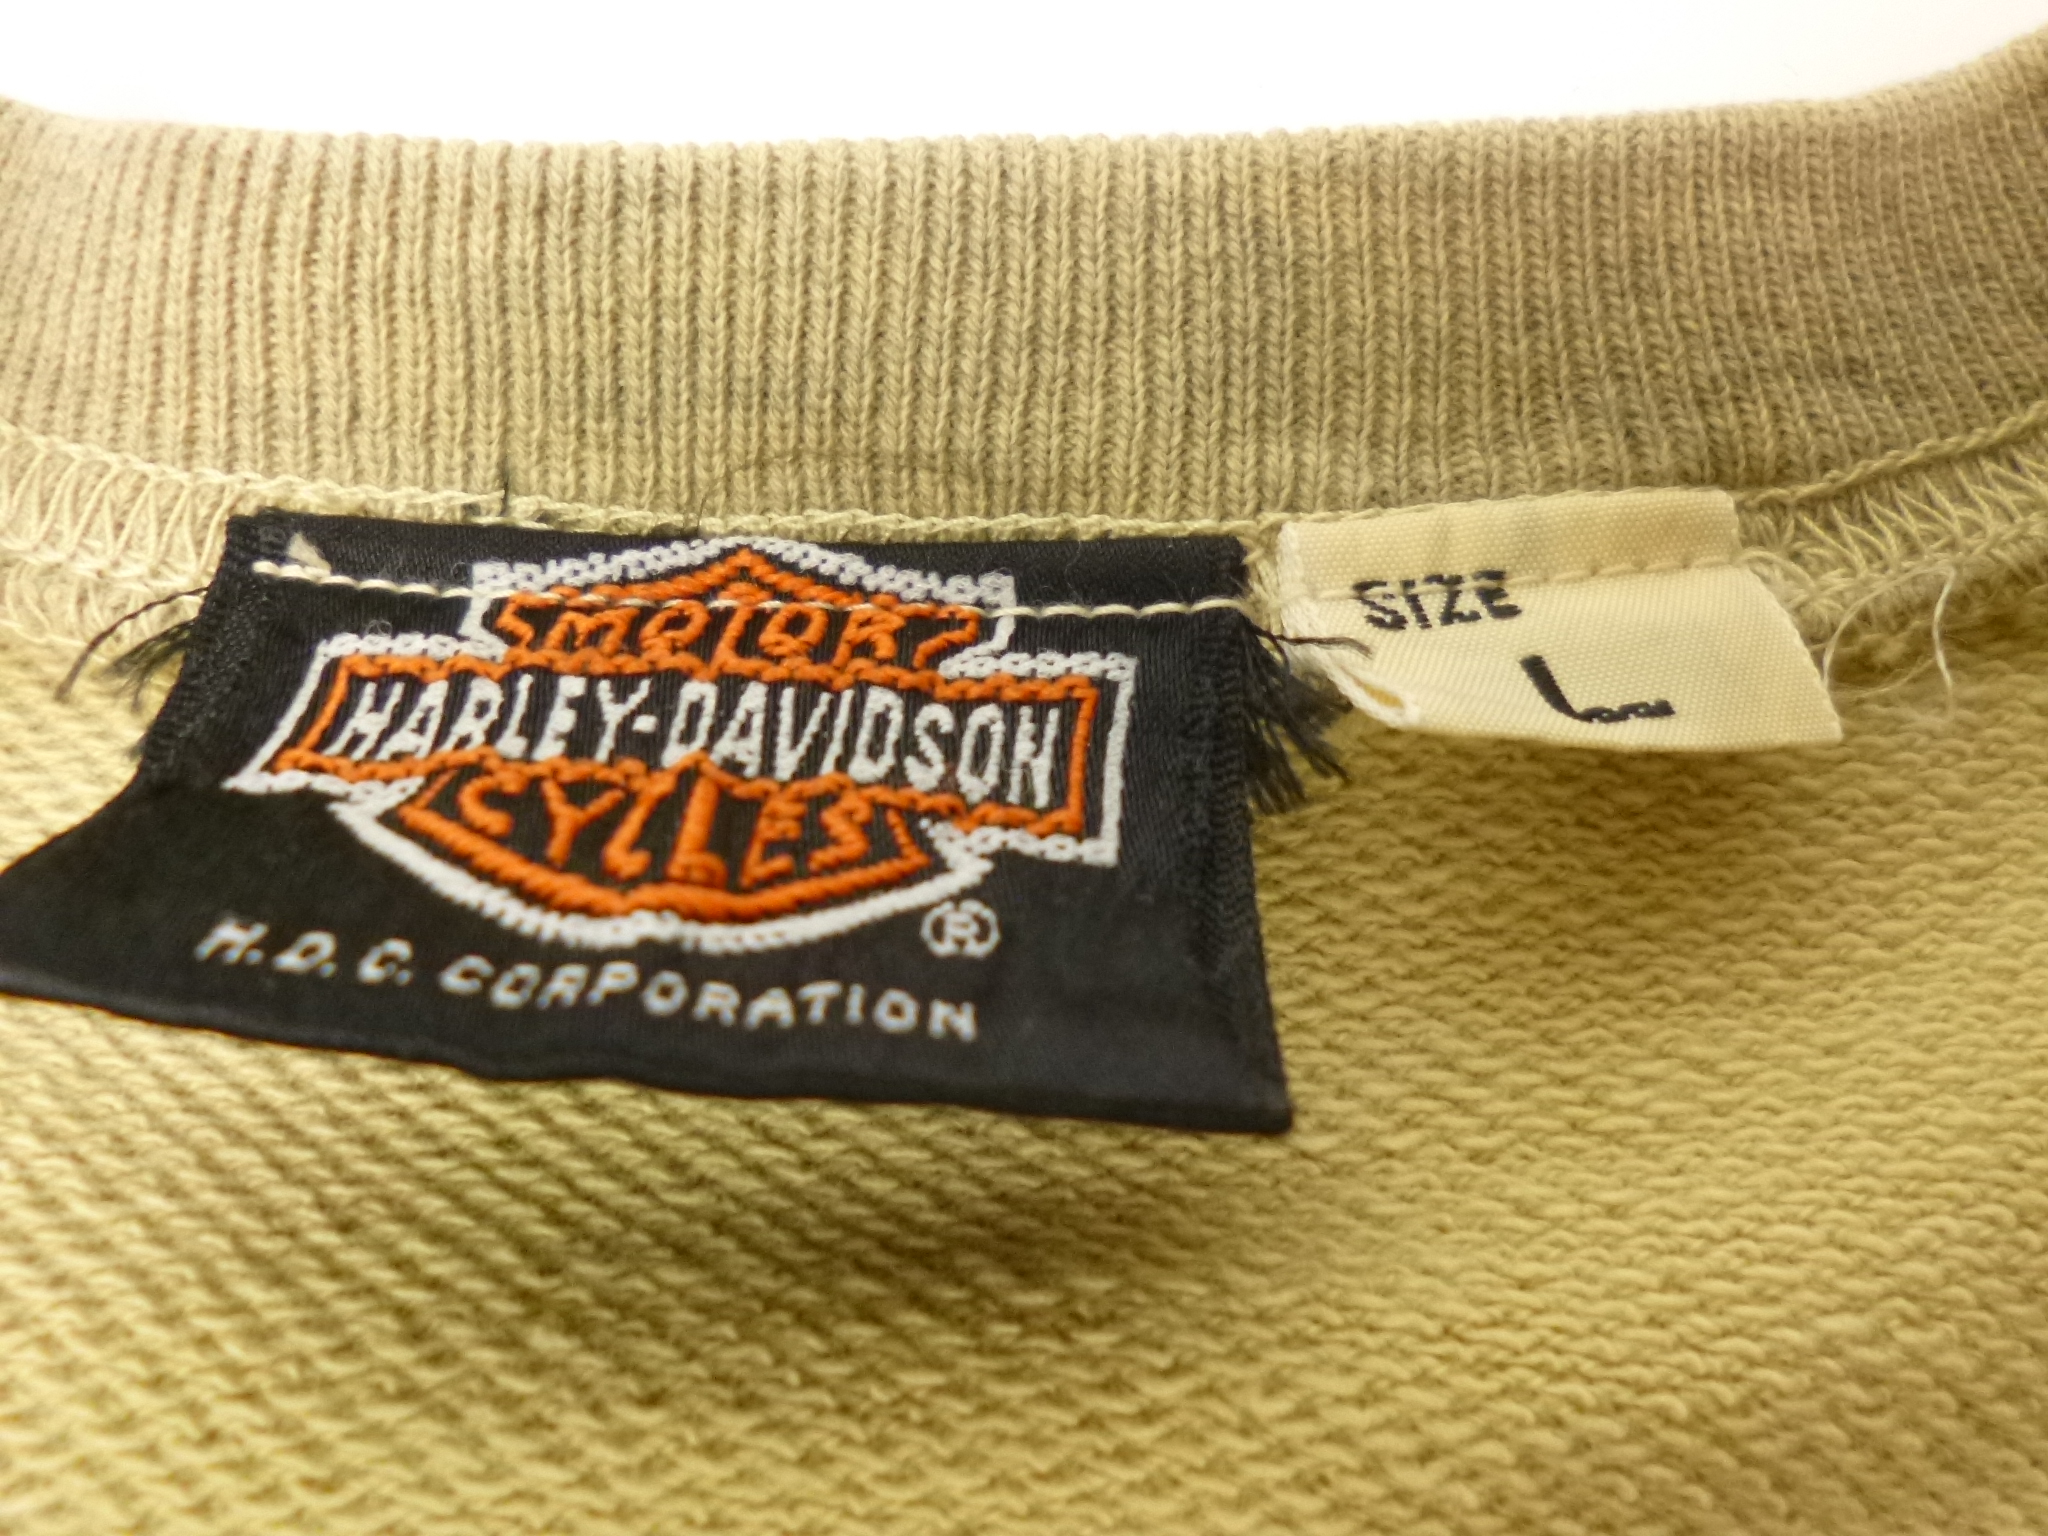 MOTOR
HARLEY-DAVIDSON
CYCLES
®
H.D.C. CORPORATION
SIZE
L